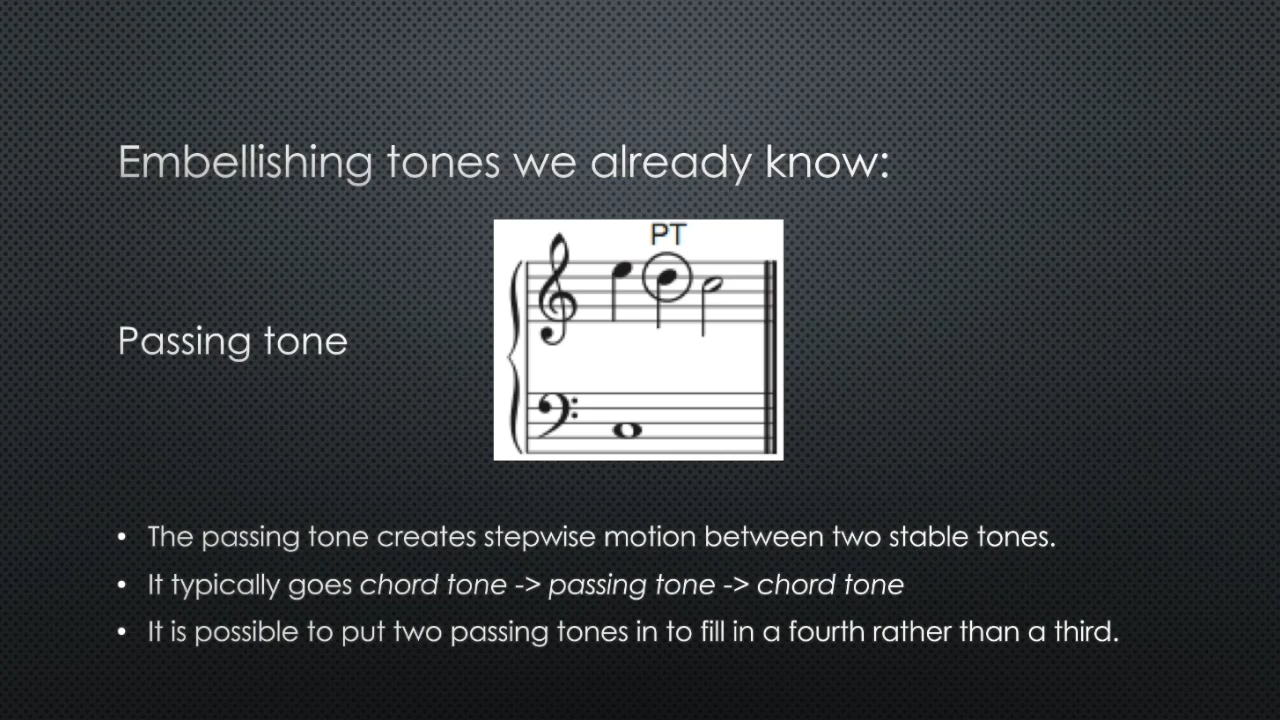 Embellishing tones we already know:
PT
Passing tone
• The passing tone creates stepwise motion between two stable tones.
• It typically goes chord tone -> passing tone -> chord tone
• It is possible to put two passing tones in to fill in a fourth rather than a third.